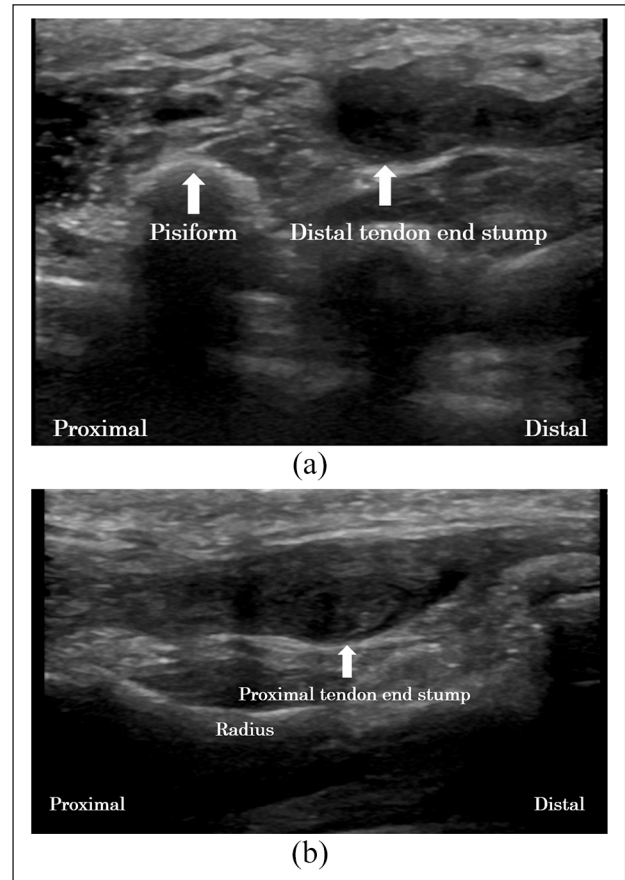 Pisiform
Distal tendon end stump
Proximal
Distal
(a)
Proximal tendon end stump
Radius
Proximal
Distal
(b)